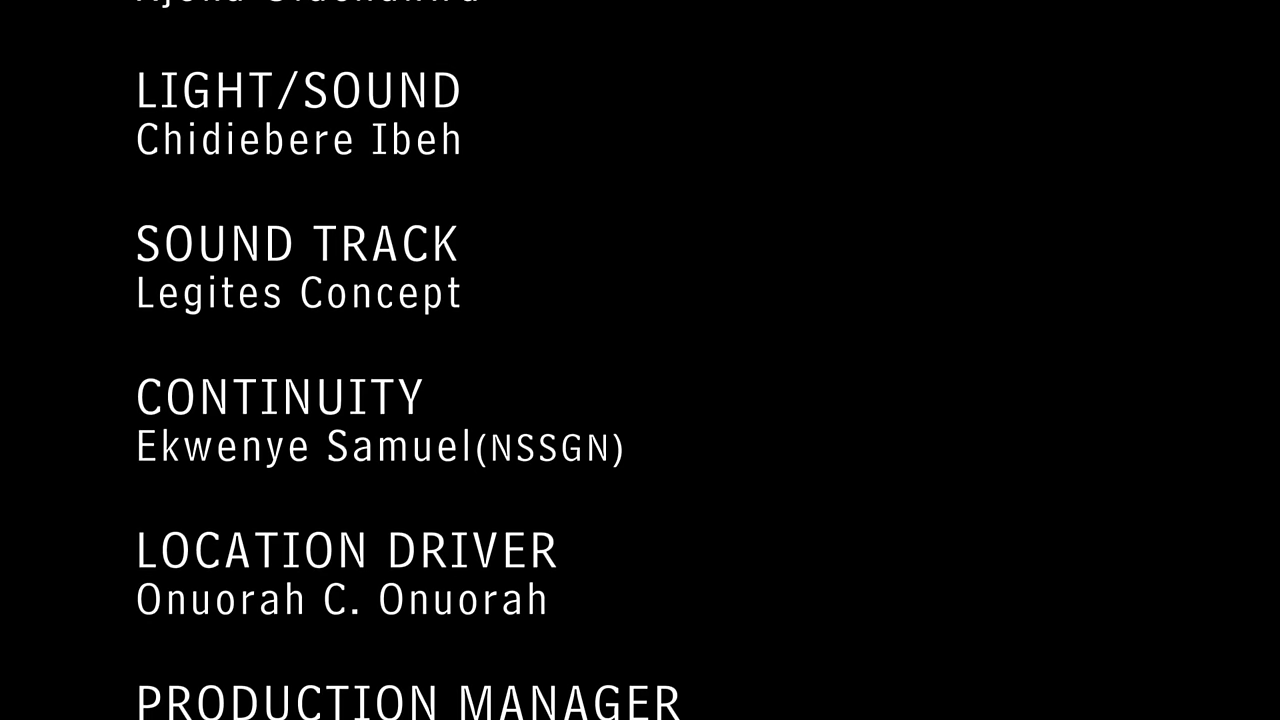 LIGHT/SOUND
Chidiebere Ibeh
SOUND TRACK
Legites Concept
CONTINUITY
Ekwenye Samuel(NSSGN)
LOCATION DRIVER
Onuorah C. Onuorah
PRODUCTION MANAGER